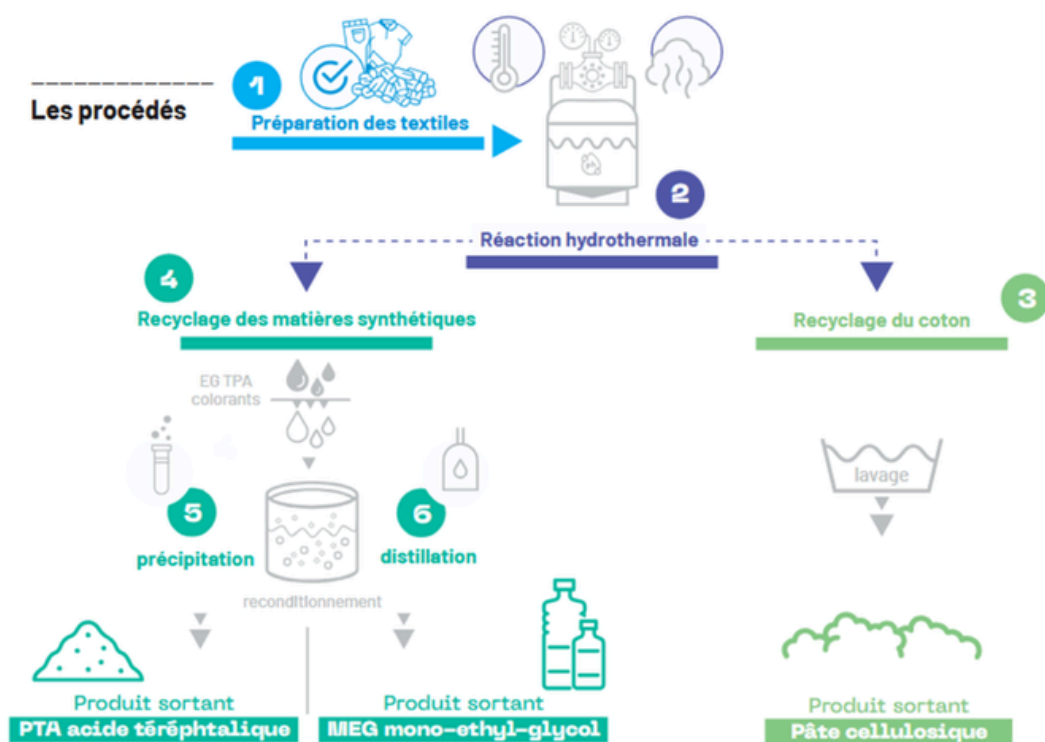 Les procédés
1
Préparation des textiles
2
Réaction hydrothermale
4
Recyclage des matières synthétiques
3
Recyclage du coton
EG TPA
colorants
lavage
5
précipitation
6
distillation
reconditionnement
Produit sortant
PTA acide téréphtalique
Produit sortant
MEG mono-ethyl-glycol
Produit sortant
Pâte cellulosique